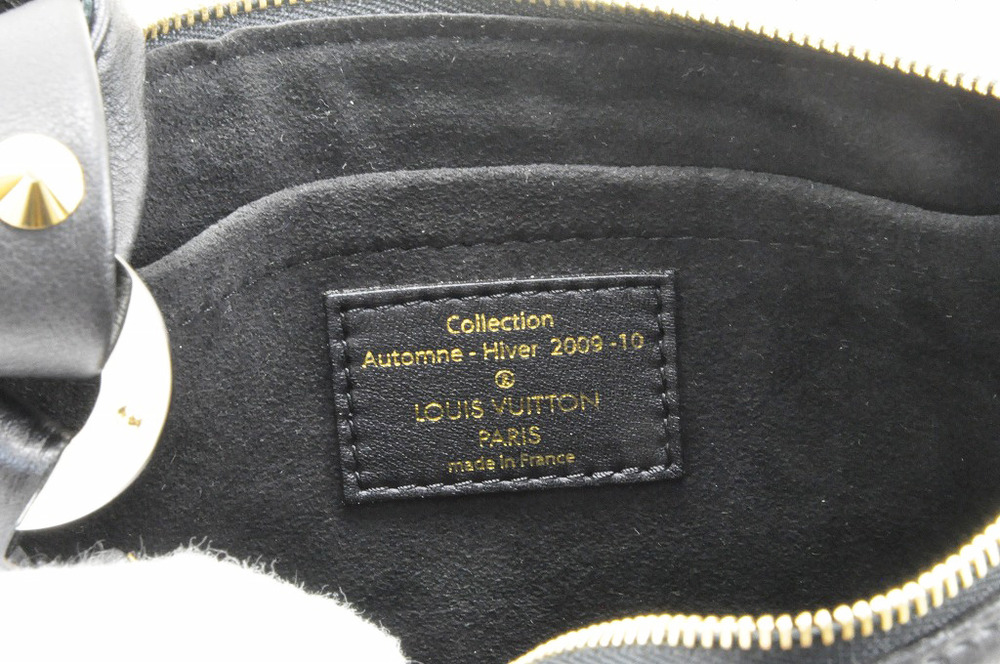 Collection
Automne - Hiver 2009 -10
®
LOUIS VUITTON
PARIS
made in France